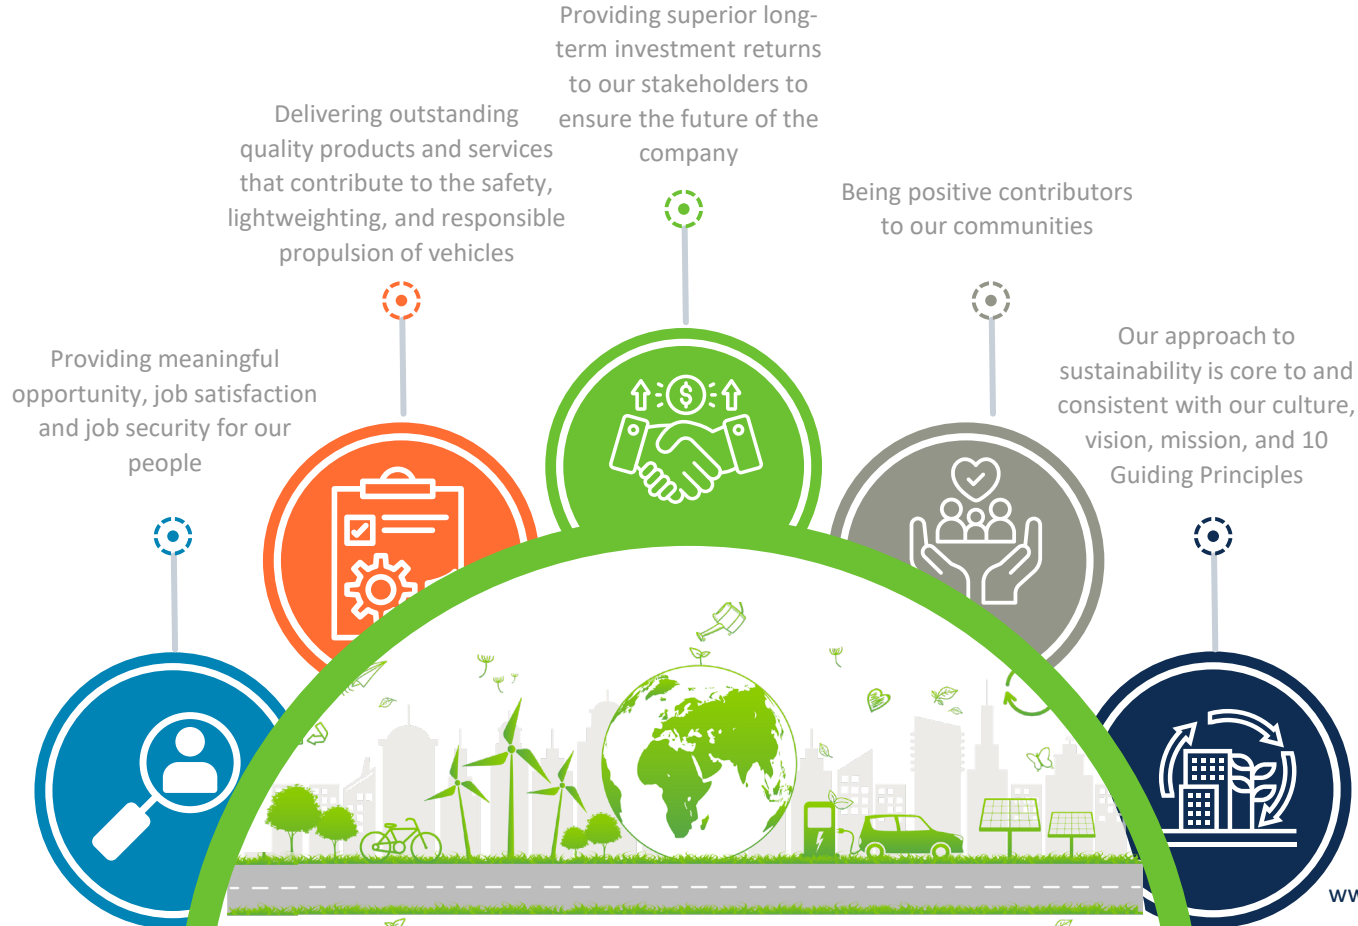 Providing superior long-
term investment returns
to our stakeholders to
ensure the future of the
company
Delivering outstanding
quality products and services
that contribute to the safety,
lightweighting, and responsible
propulsion of vehicles
Being positive contributors
to our communities
Providing meaningful
opportunity, job satisfaction
and job security for our
people
Our approach to
sustainability is core to and
consistent with our culture,
vision, mission, and 10
Guiding Principles